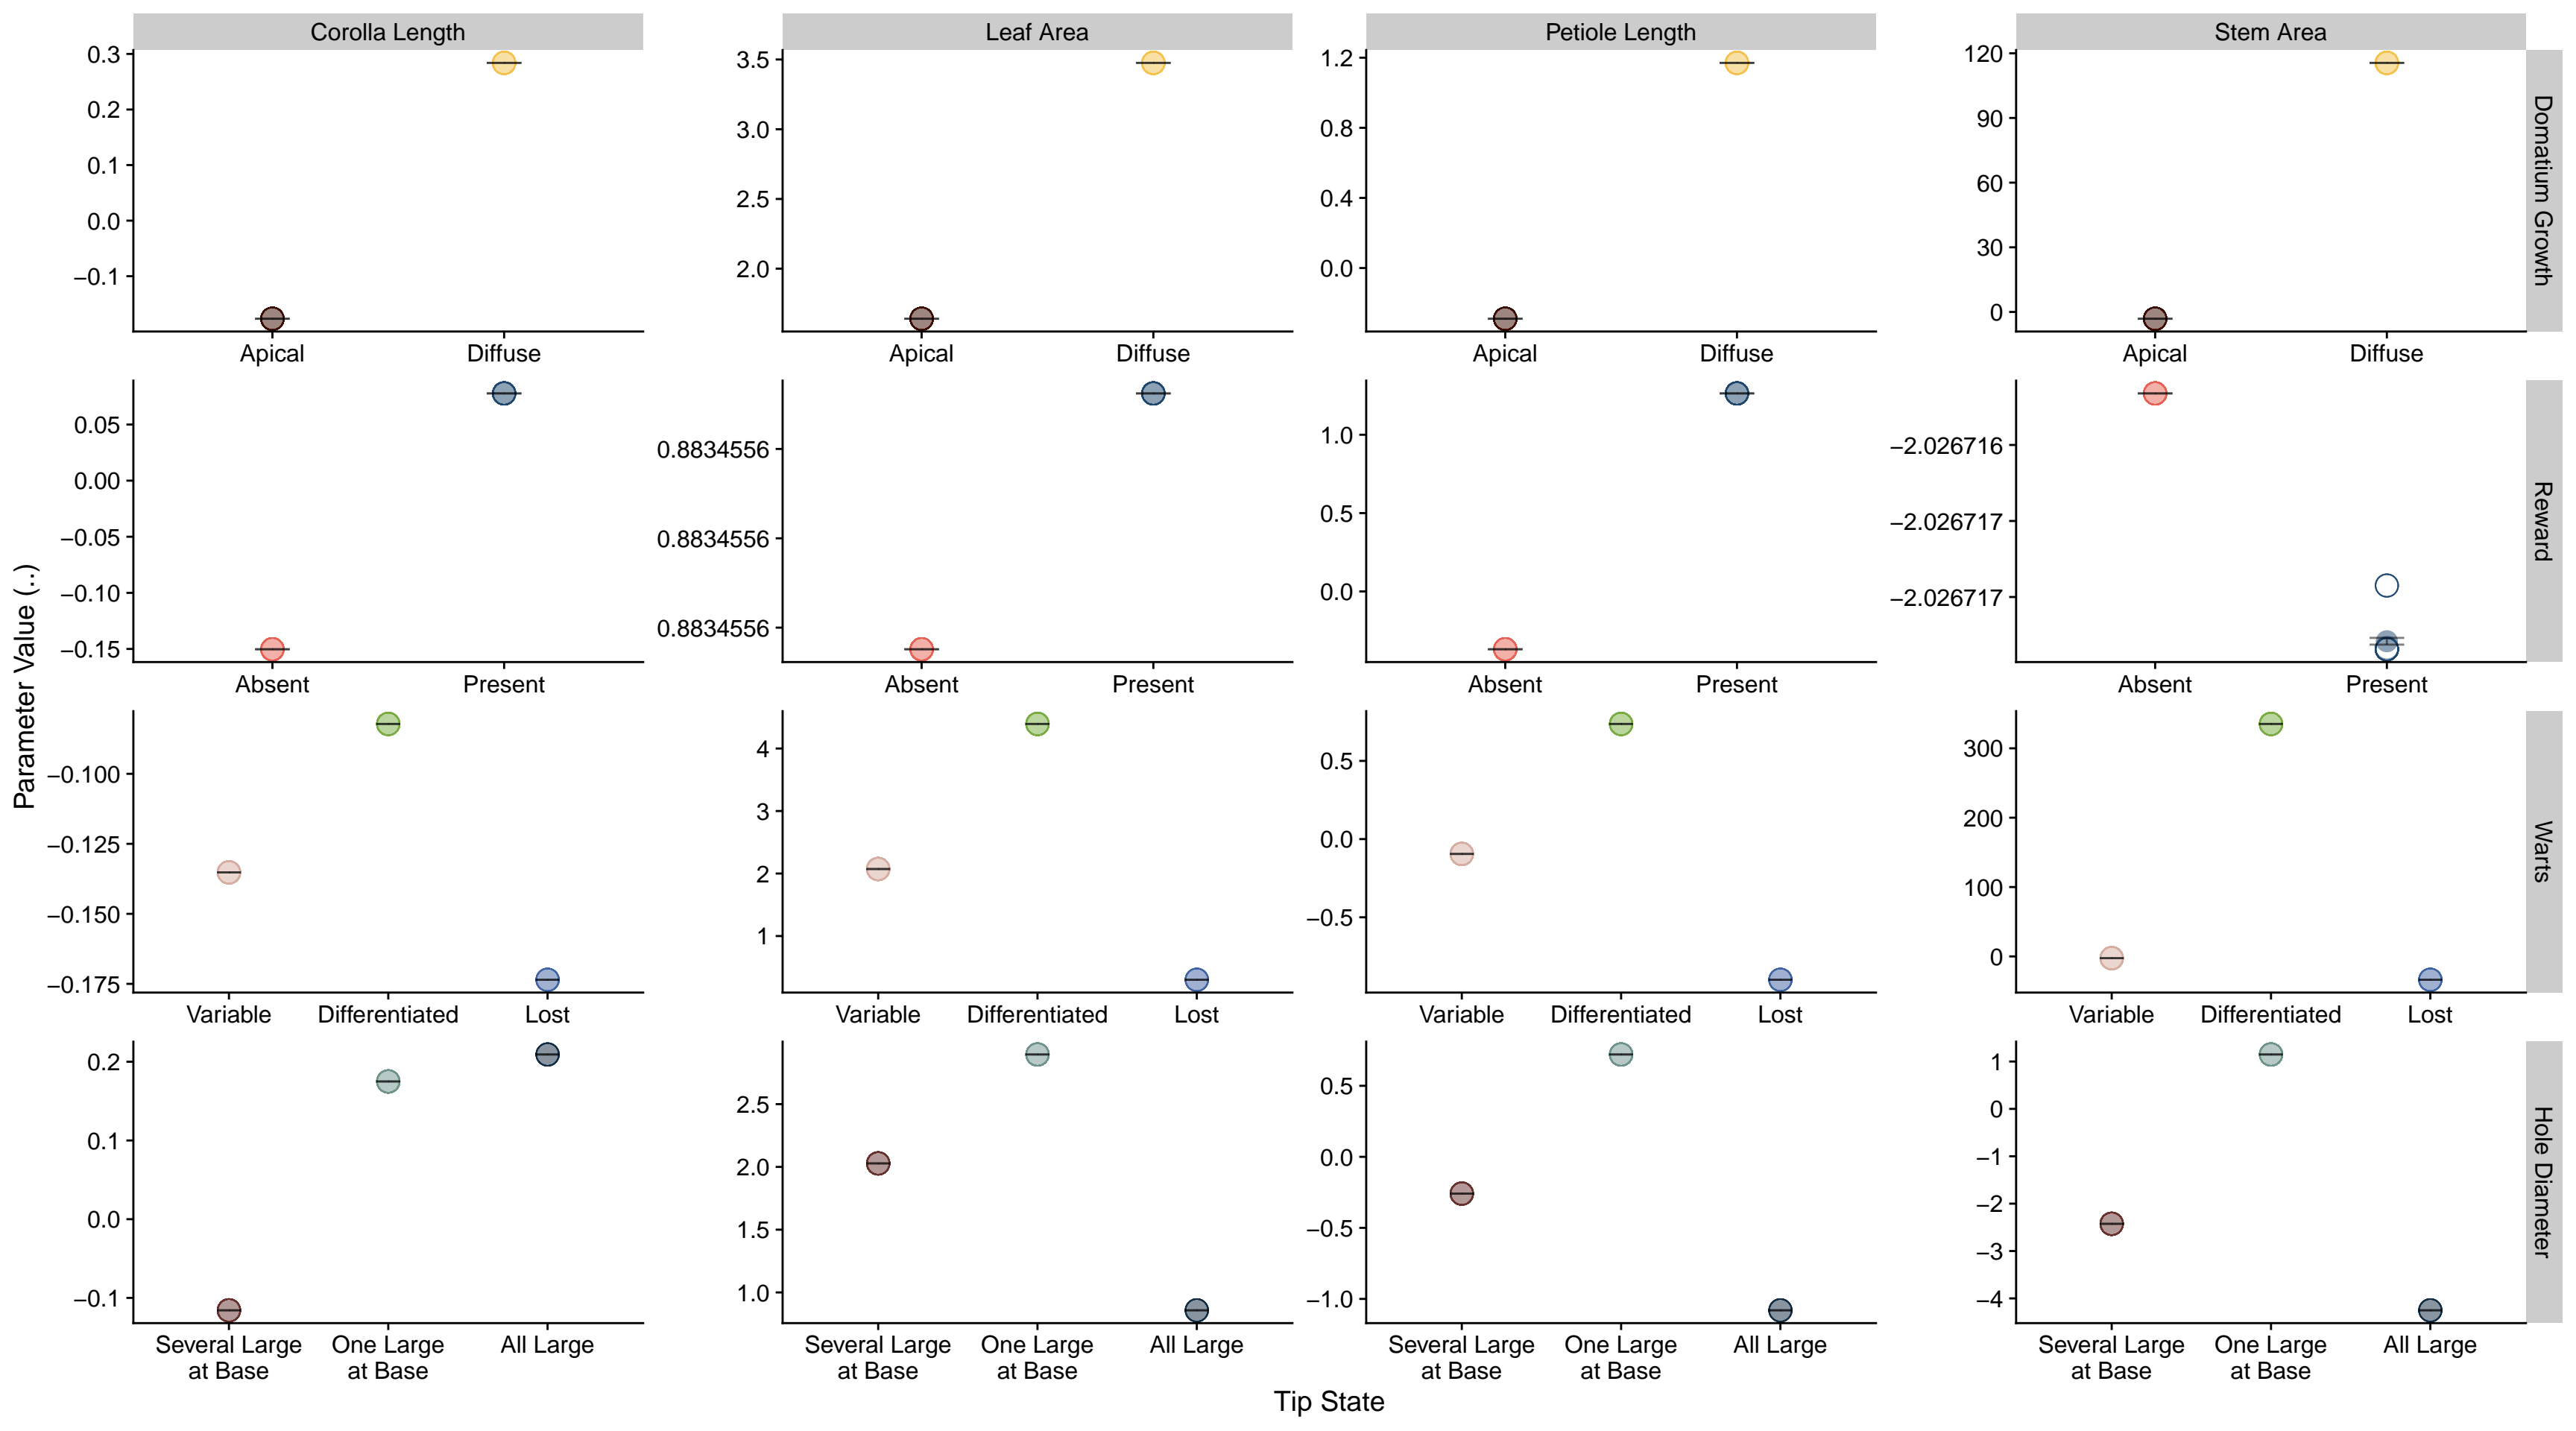 Corolla Length
Leaf Area
Petiole Length
Stem Area
0.3
0.2
0.1
0.0
−0.1
Apical
Diffuse
3.5
3.0
2.5
2.0
Apical
Diffuse
1.2
0.8
0.4
0.0
Apical
Diffuse
120
90
60
30
0
Apical
Diffuse
Domatium Growth
0.05
0.00
−0.05
−0.10
−0.15
Absent
Present
0.8834556
0.8834556
0.8834556
Absent
Present
1.0
0.5
0.0
Absent
Present
−2.026716
−2.026717
−2.026717
Absent
Present
Reward
Parameter Value (..)
−0.100
−0.125
−0.150
−0.175
Variable
Differentiated
Lost
4
3
2
1
Variable
Differentiated
Lost
0.5
0.0
−0.5
Variable
Differentiated
Lost
300
200
100
0
Variable
Differentiated
Lost
Warts
0.2
0.1
0.0
−0.1
Several Large
at Base
One Large
at Base
All Large
2.5
2.0
1.5
1.0
Several Large
at Base
One Large
at Base
All Large
0.5
0.0
−0.5
−1.0
Several Large
at Base
One Large
at Base
All Large
1
0
−1
−2
−3
−4
Several Large
at Base
One Large
at Base
All Large
Hole Diameter
Tip State